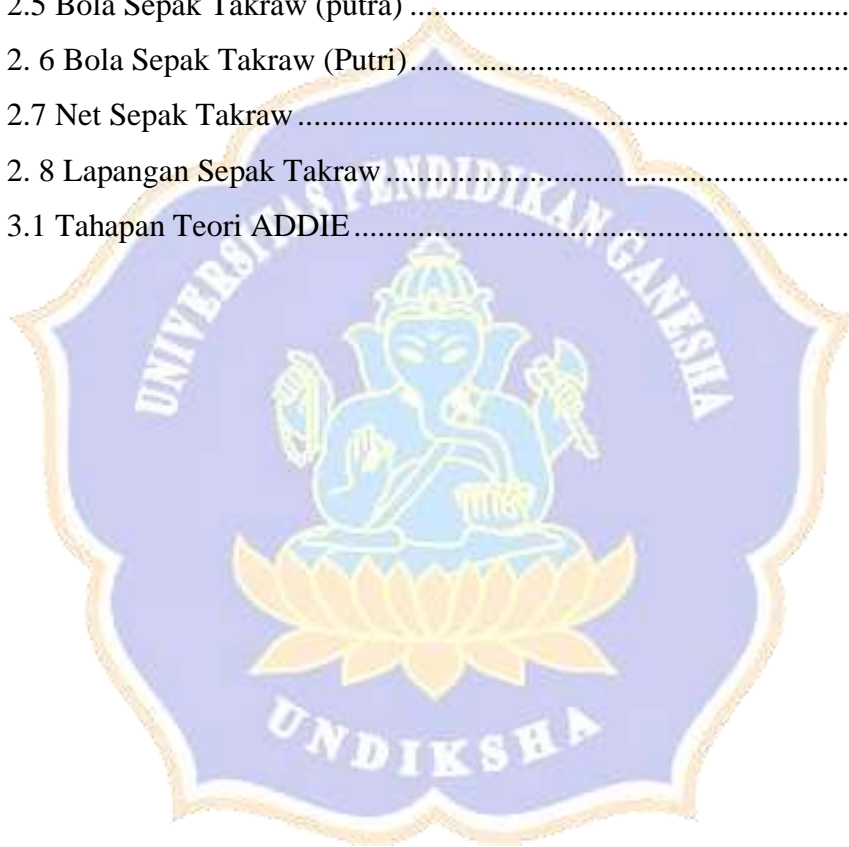 2.5 Bola Sepak Takraw (putra) ......................................................
2. 6 Bola Sepak Takraw (Putri)......................................................
2.7 Net Sepak Takraw ....................................................................
2. 8 Lapangan Sepak Takraw .........................................................
3.1 Tahapan Teori ADDIE...............................................................
UNIVERSITAS PENDIDIKAN GANESHA
UNDIKSHA